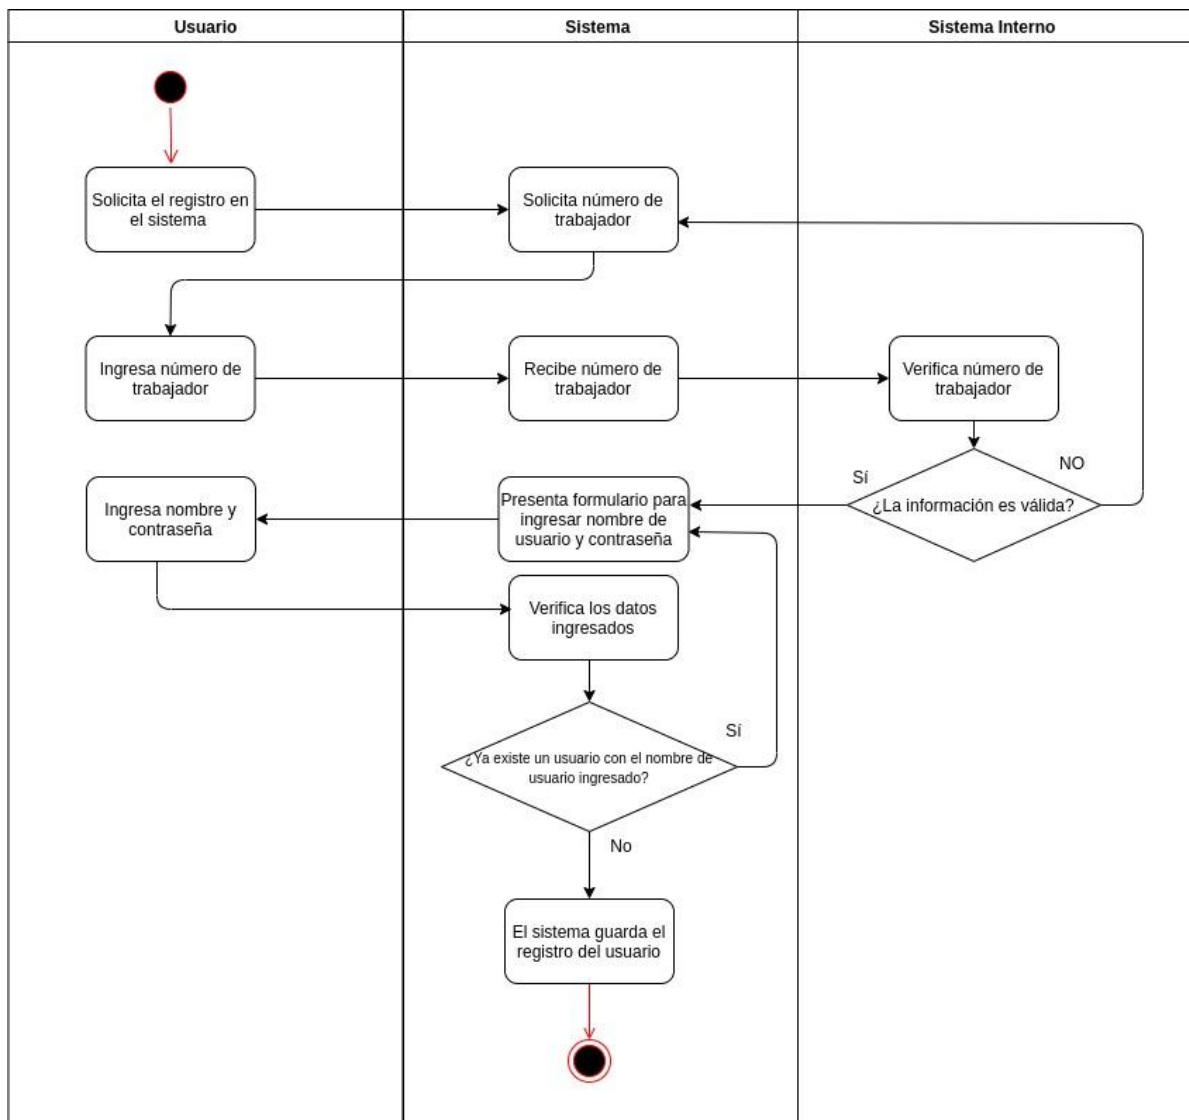 Usuario
Sistema
Sistema Interno
Solicita el registro en
el sistema
Solicita número de
trabajador
Ingresa número de
trabajador
Recibe número de
trabajador
Verifica número de
trabajador
Sí
NO
¿La información es válida?
Ingresa nombre y
contraseña
Presenta formulario para
ingresar nombre de
usuario y contraseña
Verifica los datos
ingresados
Sí
¿Ya existe un usuario con el nombre de
usuario ingresado?
No
El sistema guarda el
registro del usuario